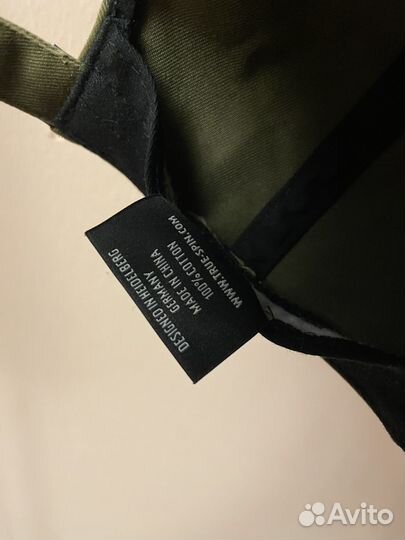 WWW.TRUE-SPIN.COM
100% COTTON
MADE IN CHINA
GERMANY
DESIGNED IN HEIDELBERG
Avito